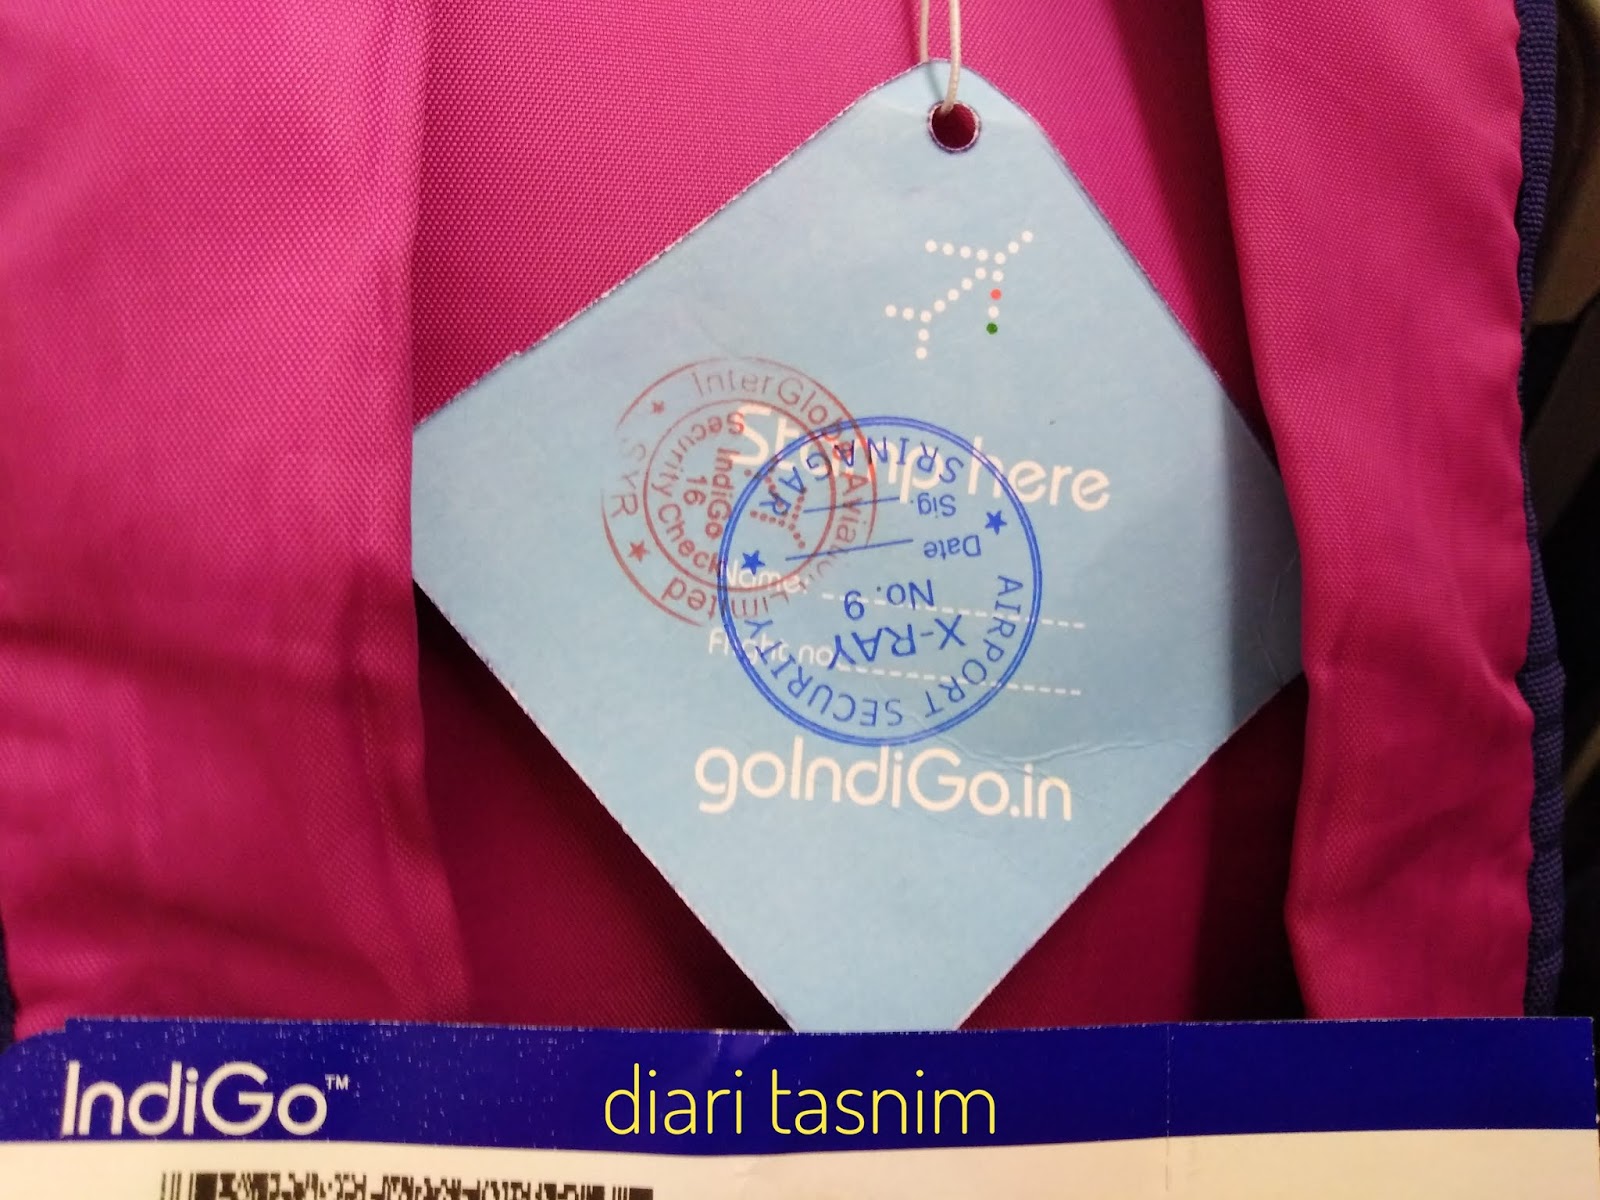 Stamp here
Name:
Flight no.
goIndiGo.in
InterGlobe Aviation Limited
SYR
IndiGo
16
Security Check
SRINAGAR
Sig.
Date
No. 9
X-RAY
AIRPORT SECURITY
IndiGo™
diari tasnim